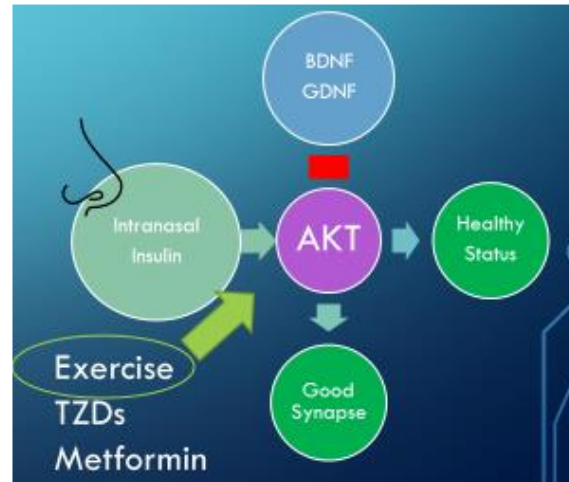 BDNF
GDNF
Intranasal
Insulin
AKT
Healthy
Status
Exercise
TZDs
Metformin
Good
Synapse